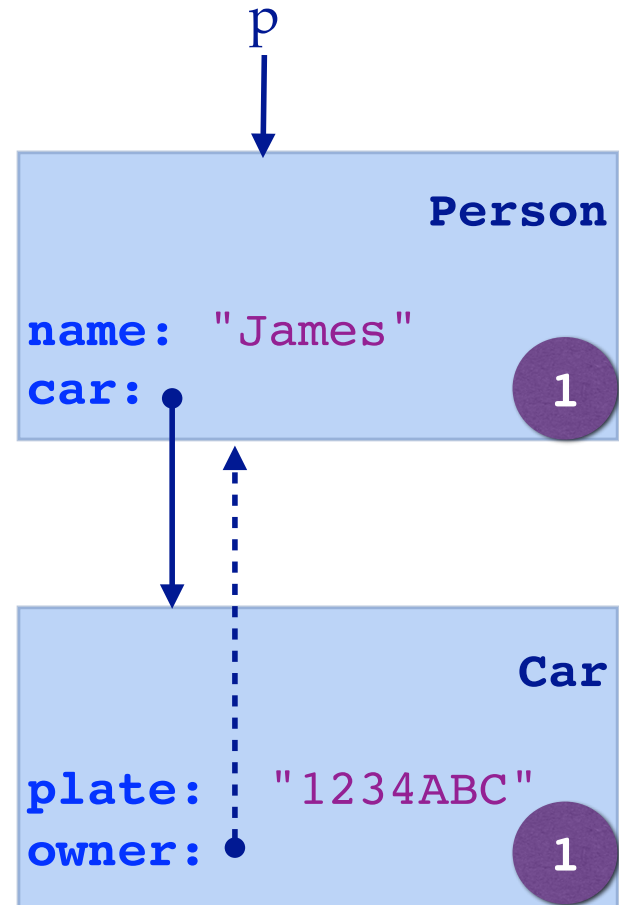 p
Person
name: "James"
car:
1
Car
plate: "1234ABC"
owner:
1